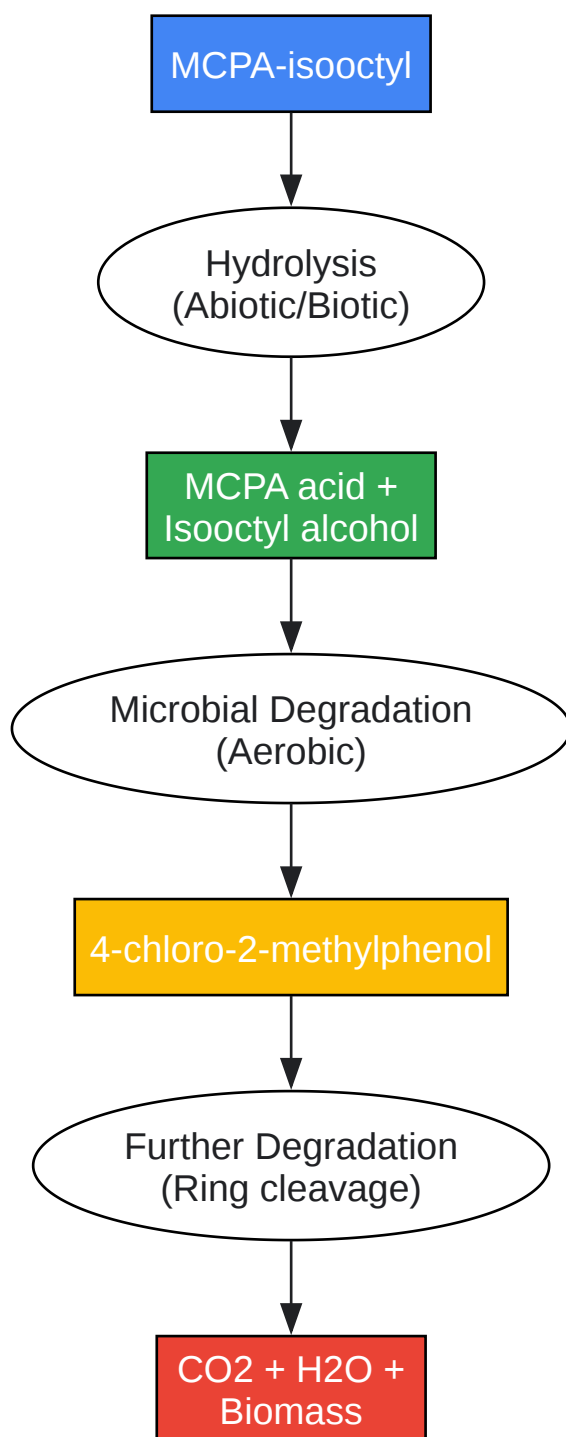 MCPA-isooctyl
Hydrolysis
(Abiotic/Biotic)
MCPA acid +
Isooctyl alcohol
Microbial Degradation
(Aerobic)
4-chloro-2-methylphenol
Further Degradation
(Ring cleavage)
CO2 + H2O +
Biomass